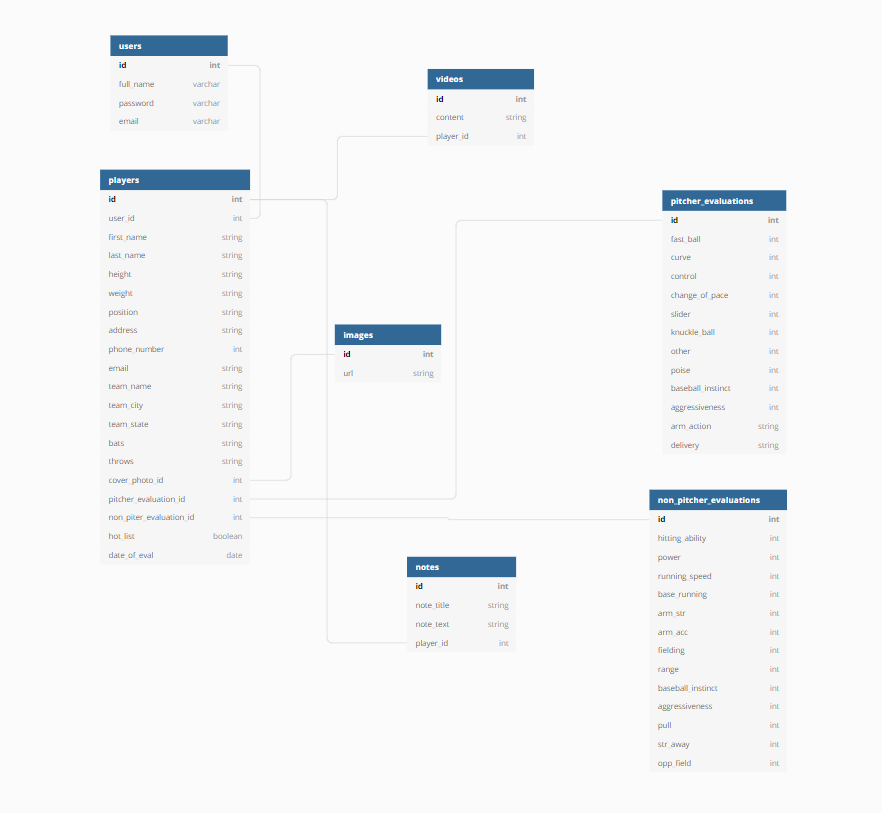 users
id int
full_name varchar
password varchar
email varchar
videos
id int
content string
player_id int
players
id int
user_id int
first_name string
last_name string
height string
weight string
position string
address string
phone_number int
email string
team_name string
team_city string
team_state string
bats string
throws string
cover_photo_id int
pitcher_evaluation_id int
non_piter_evaluation_id int
hot_list boolean
date_of_eval date
images
id int
url string
notes
id int
note_title string
note_text string
player_id int
pitcher_evaluations
id int
fast_ball int
curve int
control int
change_of_pace int
slider int
knuckle_ball int
other int
poise int
baseball_instinct int
aggressiveness int
arm_action string
delivery string
non_pitcher_evaluations
id int
hitting_ability int
power int
running_speed int
base_running int
arm_str int
arm_acc int
fielding int
range int
baseball_instinct int
aggressiveness int
pull int
str_away int
opp_field int